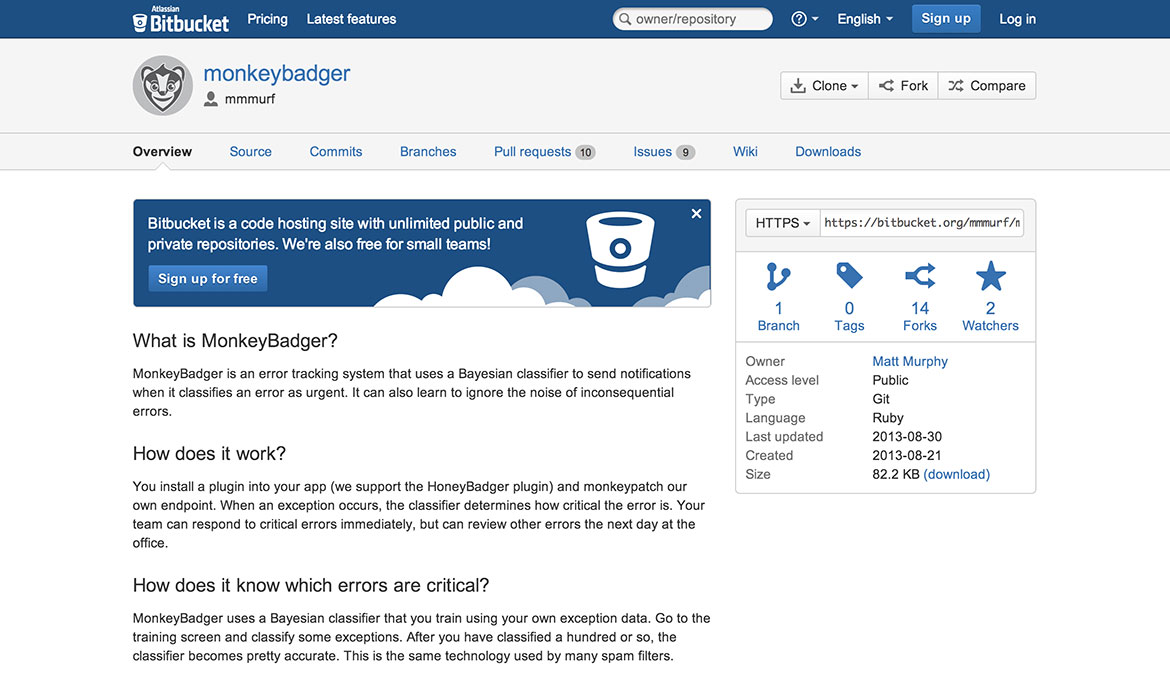 Atlassian
Bitbucket Pricing Latest features owner/repository English Sign up Log in
monkeybadger
mmmurf
Clone Fork Compare
Overview Source Commits Branches Pull requests 10 Issues 9 Wiki Downloads
Bitbucket is a code hosting site with unlimited public and
private repositories. We're also free for small teams!
Sign up for free
What is MonkeyBadger?
MonkeyBadger is an error tracking system that uses a Bayesian classifier to send notifications
when it classifies an error as urgent. It can also learn to ignore the noise of inconsequential
errors.
How does it work?
You install a plugin into your app (we support the HoneyBadger plugin) and monkeypatch our
own endpoint. When an exception occurs, the classifier determines how critical the error is. Your
team can respond to critical errors immediately, but can review other errors the next day at the
office.
How does it know which errors are critical?
MonkeyBadger uses a Bayesian classifier that you train using your own exception data. Go to the
training screen and classify some exceptions. After you have classified a hundred or so, the
classifier becomes pretty accurate. This is the same technology used by many spam filters.
HTTPS https://bitbucket.org/mmmurf/
1 0 14 2
Branch Tags Forks Watchers
Owner Matt Murphy
Access level Public
Type Git
Language Ruby
Last updated 2013-08-30
Created 2013-08-21
Size 82.2 KB (download)